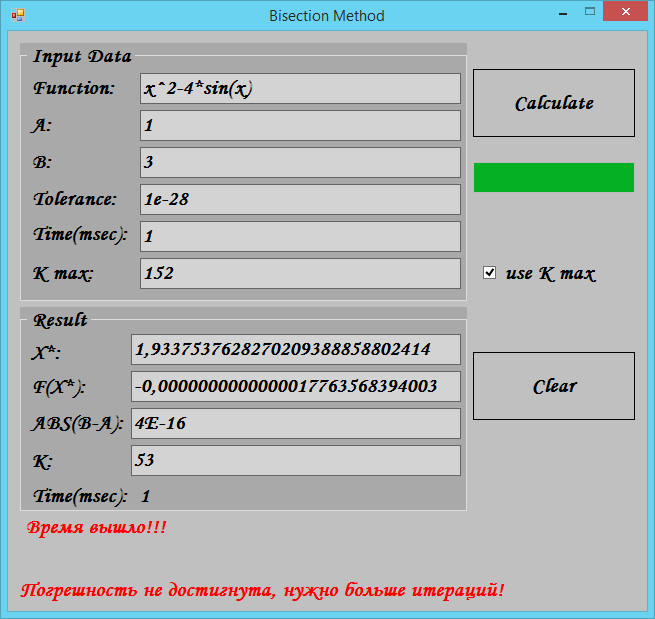 Bisection Method
Input Data
Function: x^2-4*sin(x)
Calculate
A: 1
B: 3
Tolerance: 1e-28
Time(msec): 1
K max: 152
use K max
Result
X*: 1,9337537628270209388858802414
F(X*): -0,0000000000000017763568394003
Clear
ABS(B-A): 4E-16
K: 53
Time(msec): 1
Время вышло!!!
Погрешность не достигнута, нужно больше итераций!